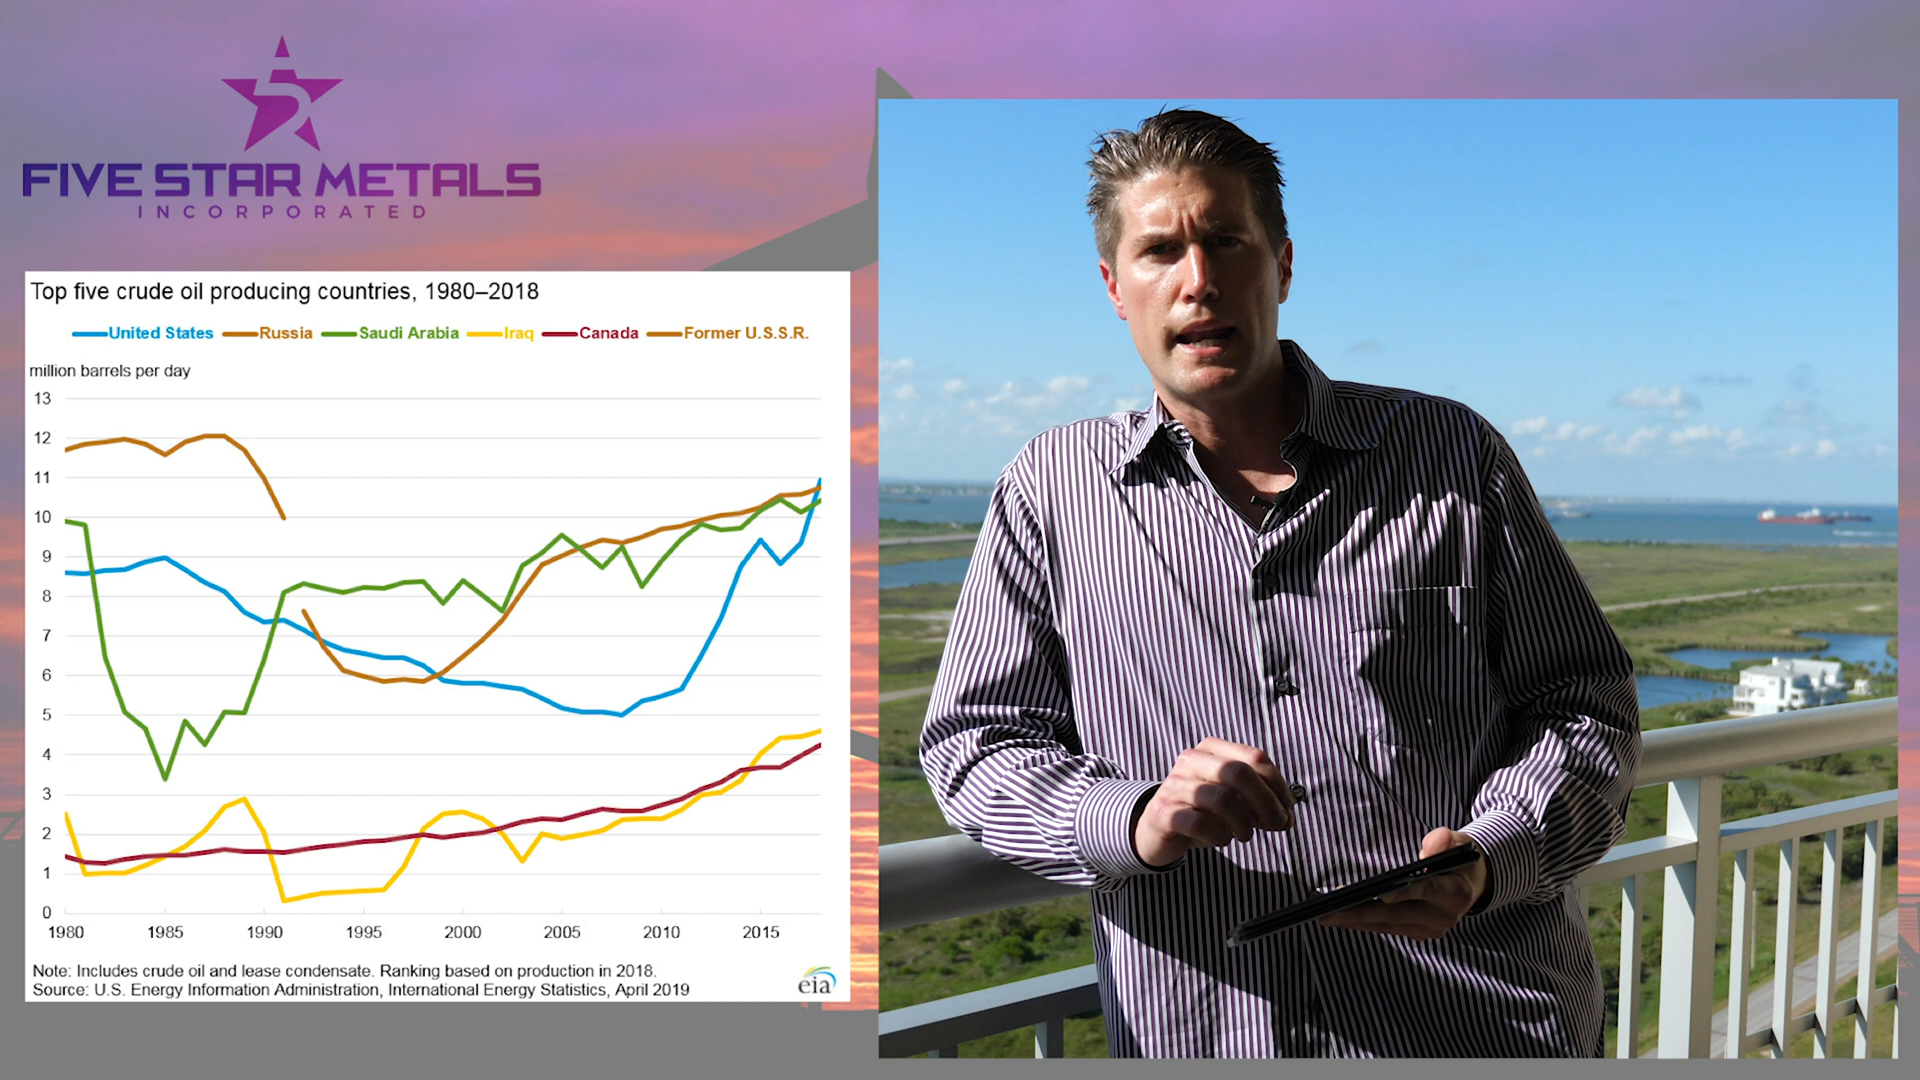 5
FIVE STAR METALS
INCORPORATED
Top five crude oil producing countries, 1980–2018
United States Russia Saudi Arabia Iraq Canada Former U.S.S.R.
million barrels per day
13
12
11
10
9
8
7
6
5
4
3
2
1
0
1980 1985 1990 1995 2000 2005 2010 2015
Note: Includes crude oil and lease condensate. Ranking based on production in 2018.
Source: U.S. Energy Information Administration, International Energy Statistics, April 2019
eia